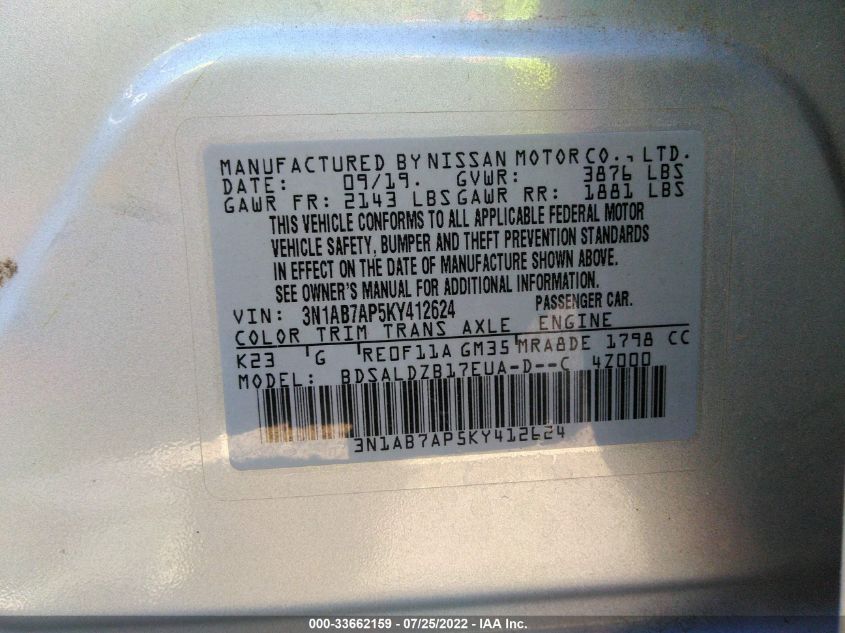 MANUFACTURED BY NISSAN MOTOR CO., LTD.
DATE: 09/19. GVWR: 3876 LBS
GAWR FR: 2143 LBS GAWR RR: 1881 LBS
THIS VEHICLE CONFORMS TO ALL APPLICABLE FEDERAL MOTOR
VEHICLE SAFETY, BUMPER AND THEFT PREVENTION STANDARDS
IN EFFECT ON THE DATE OF MANUFACTURE SHOWN ABOVE.
SEE OWNER'S MANUAL FOR ADDITIONAL INFORMATION.
VIN: 3N1AB7AP5KY412624 PASSENGER CAR.
COLOR TRIM TRANS AXLE ENGINE
K23 G RE0F11A GM35 MRA8DE 1798 CC
MODEL: BDSALDZB17EUA-D--C 4Z000
3N1AB7AP5KY412624
000-33662159 - 07/25/2022 - IAA Inc.